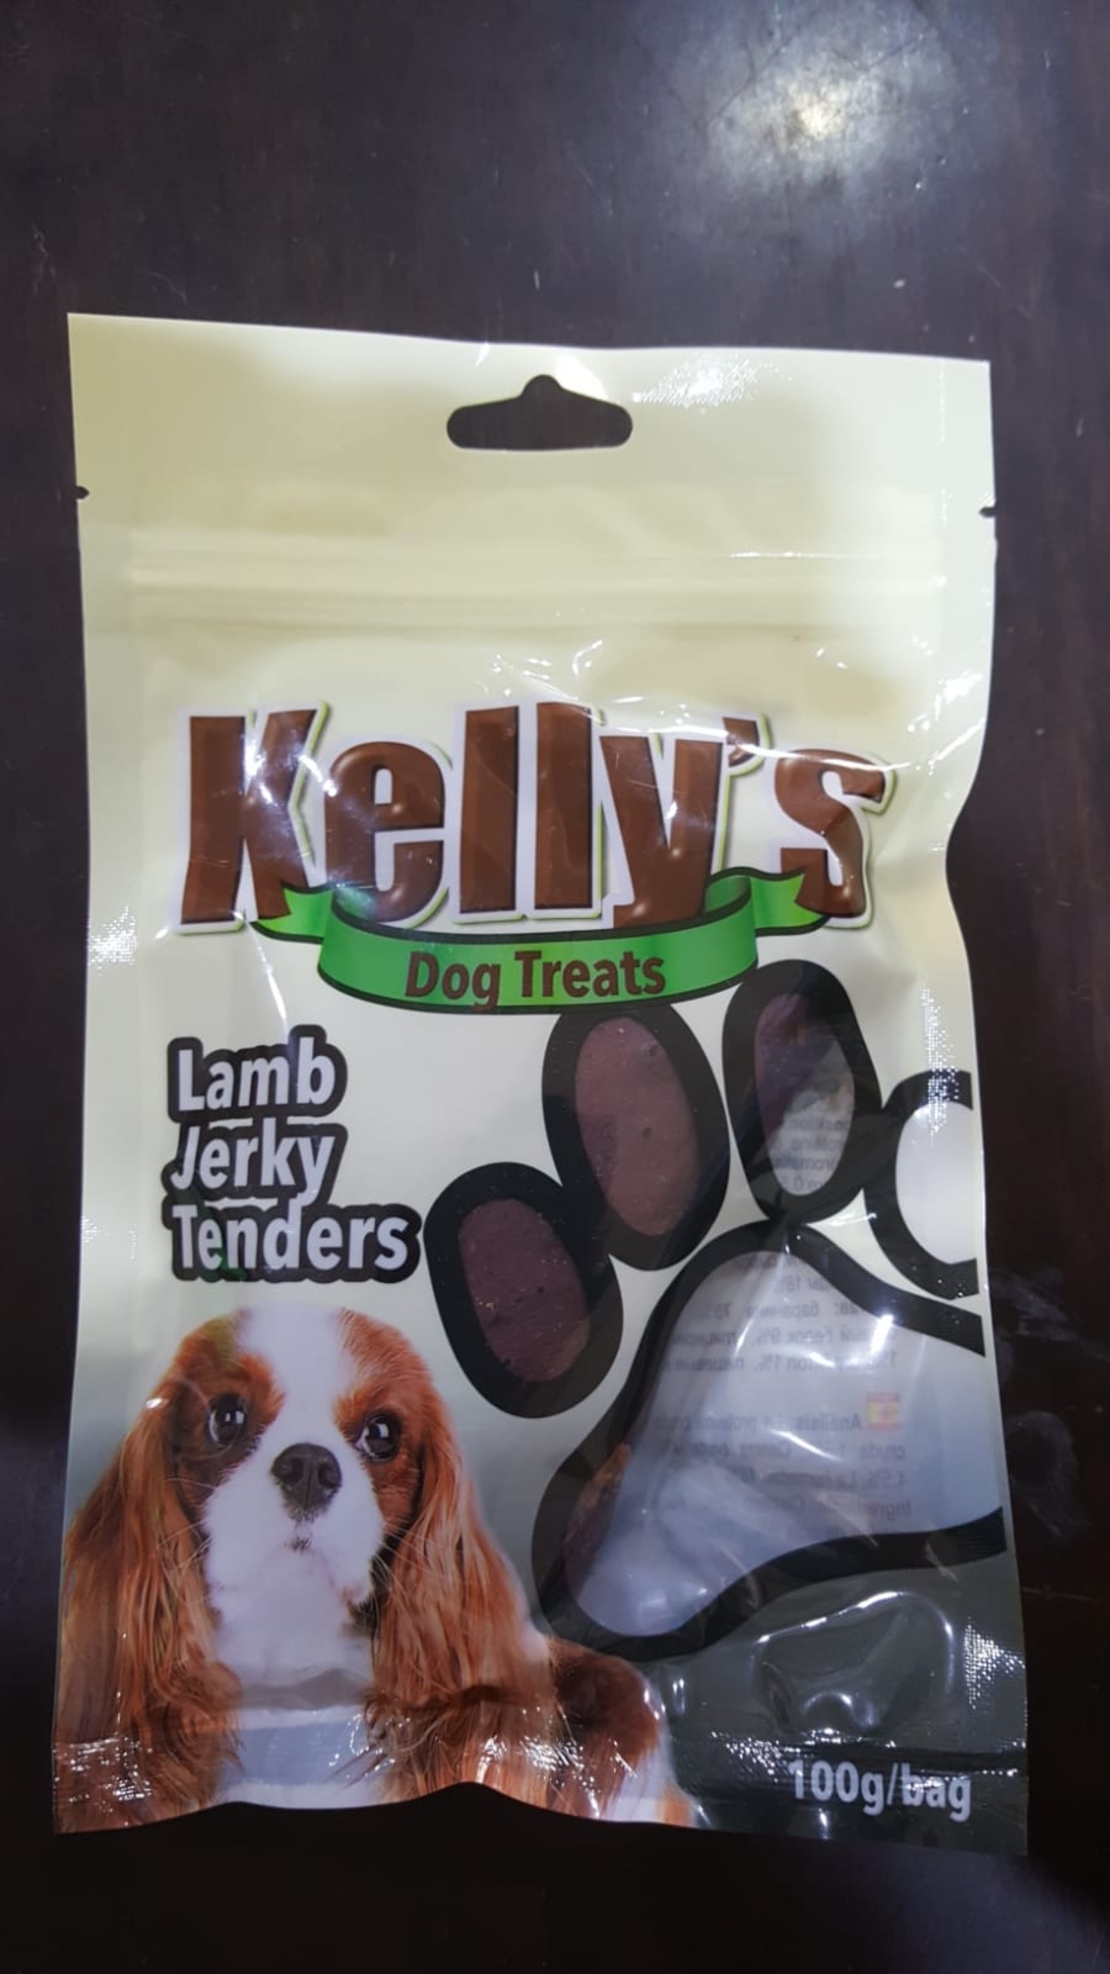 Kelly's
Dog Treats
Lamb
Jerky
Tenders
100g/bag